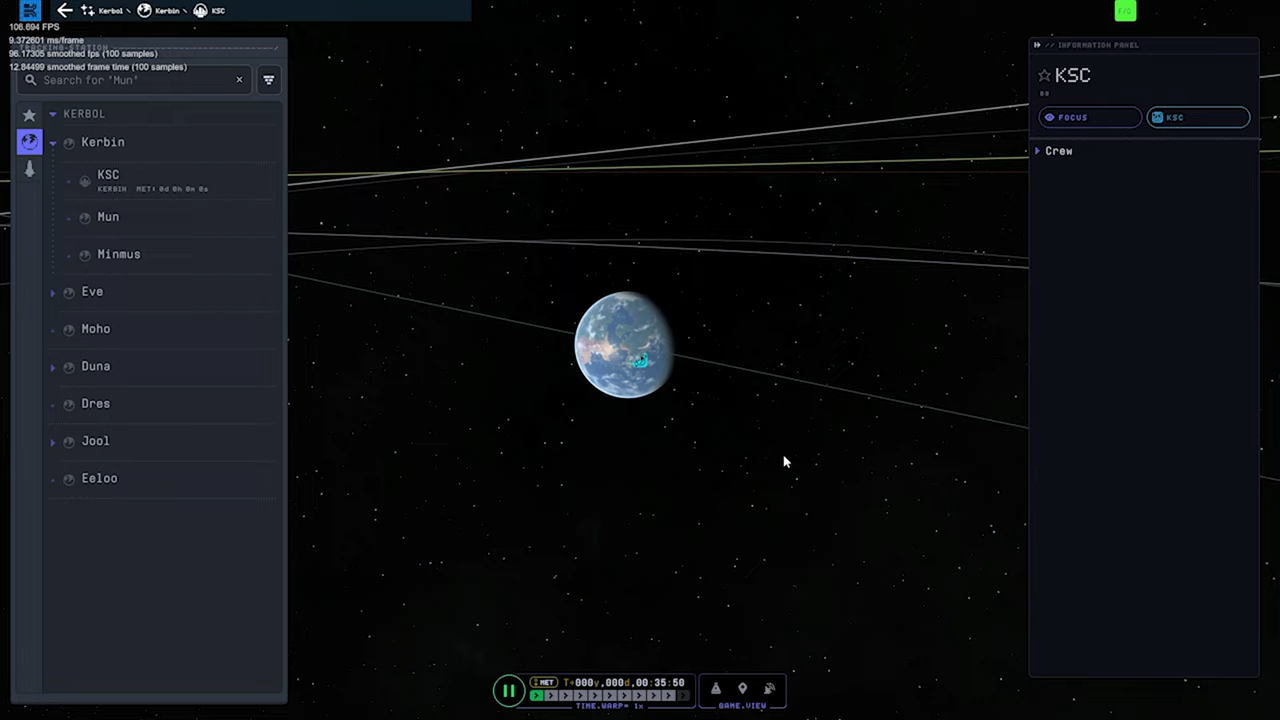 Kerbol
Kerbin
KSC
F/O
106.694 FPS
9.372601 ms/frame
TRACKING-STATION
96.17305 smoothed fps (100 samples)
12.84499 smoothed frame time (100 samples)
Search for "Mun"
KERBOL
Kerbin
KSC
KERBIN MET: 0d 0h 0m 0s
Mun
Minmus
Eve
Moho
Duna
Dres
Jool
Eeloo
// INFORMATION PANEL
KSC
FOCUS
KSC
Crew
MET T+000y,000d,00:35:50
TIME.WARP= 1x
GAME.VIEW